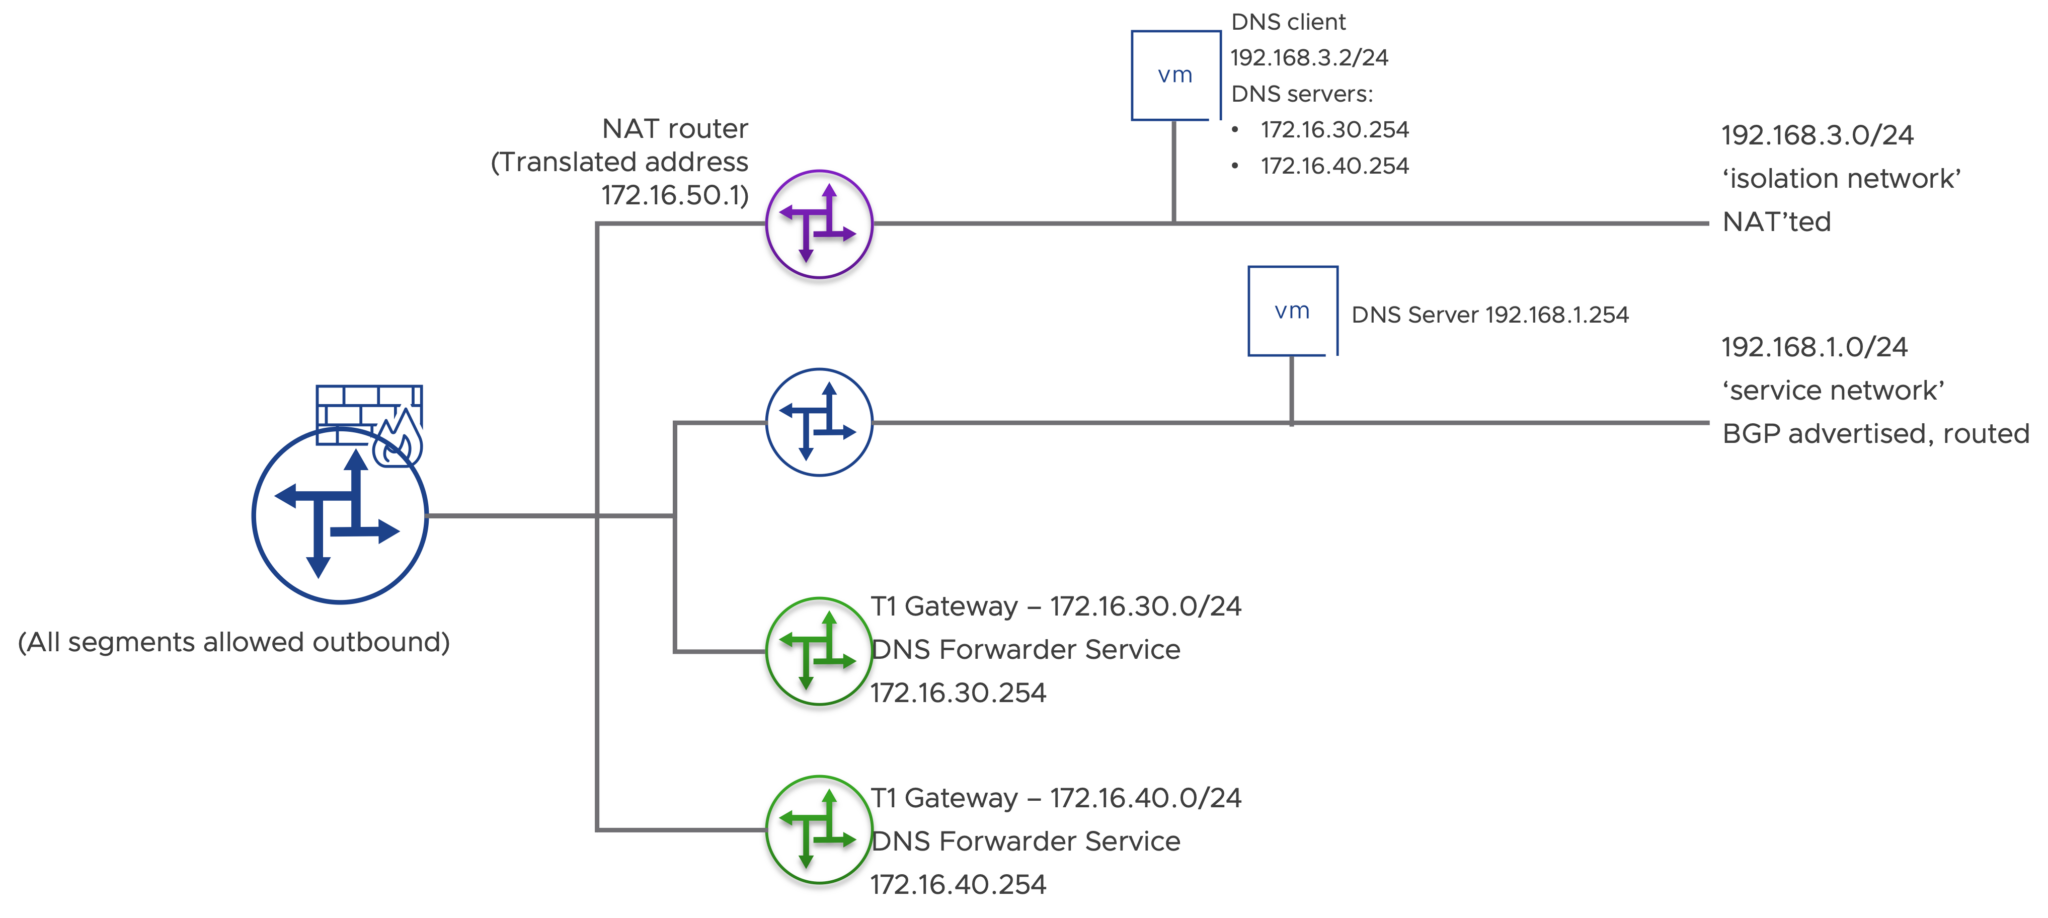 DNS client
192.168.3.2/24
DNS servers:
• 172.16.30.254
• 172.16.40.254
vm
NAT router
(Translated address
172.16.50.1)
192.168.3.0/24
‘isolation network’
NAT’ted
vm
DNS Server 192.168.1.254
192.168.1.0/24
‘service network’
BGP advertised, routed
(All segments allowed outbound)
T1 Gateway – 172.16.30.0/24
DNS Forwarder Service
172.16.30.254
T1 Gateway – 172.16.40.0/24
DNS Forwarder Service
172.16.40.254